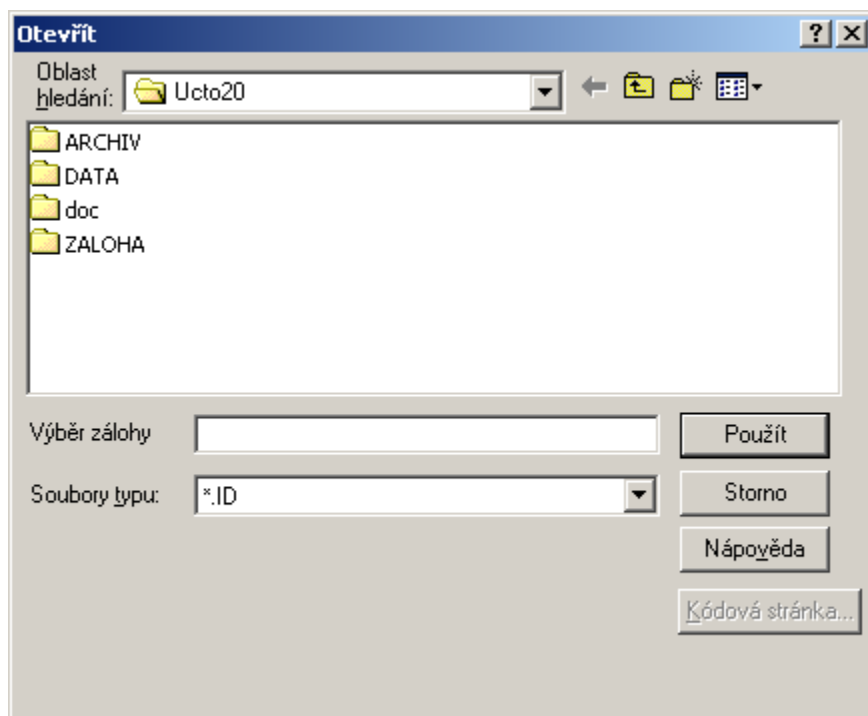 Otevřít
Oblast
hledání:
Ucto20
ARCHIV
DATA
doc
ZALOHA
Výběr zálohy
Použít
Soubory typu:
*.ID
Storno
Nápověda
Kódová stránka...